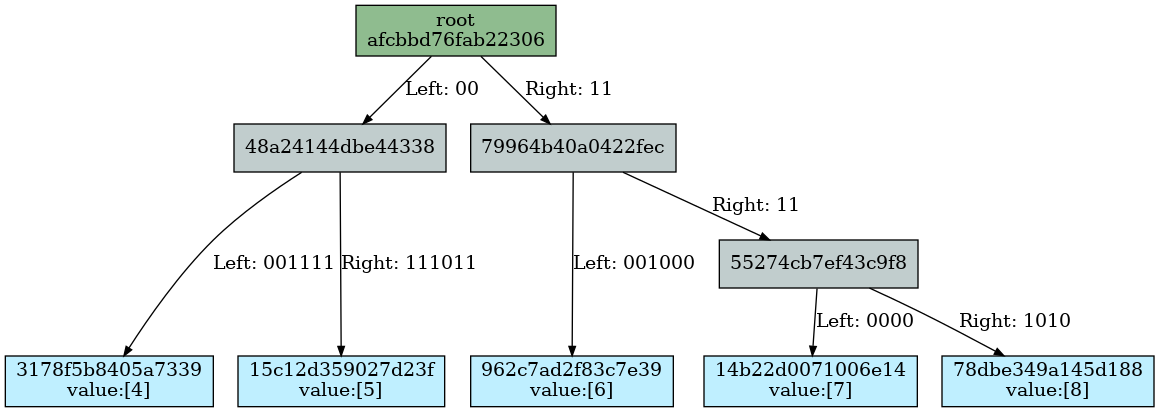 root
afcbbd76fab22306
Left: 00
Right: 11
48a24144dbe44338
79964b40a0422fec
Right: 11
Left: 001111
Right: 111011
Left: 001000
55274cb7ef43c9f8
Left: 0000
Right: 1010
3178f5b8405a7339
value:[4]
15c12d359027d23f
value:[5]
962c7ad2f83c7e39
value:[6]
14b22d0071006e14
value:[7]
78dbe349a145d188
value:[8]